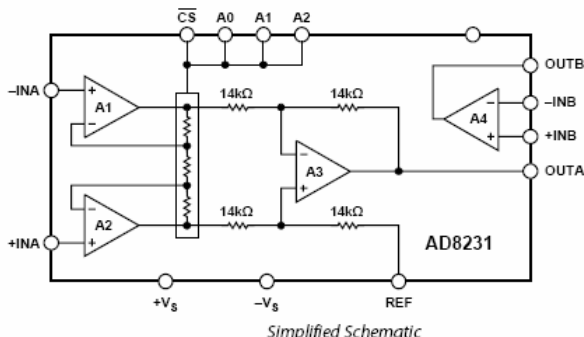 CS A0 A1 A2
OUTB
–INA
A1
14kΩ 14kΩ
–INB
A4
+INB
A3
OUTA
14kΩ 14kΩ
A2
+INA
AD8231
+VS –VS REF
Simplified Schematic